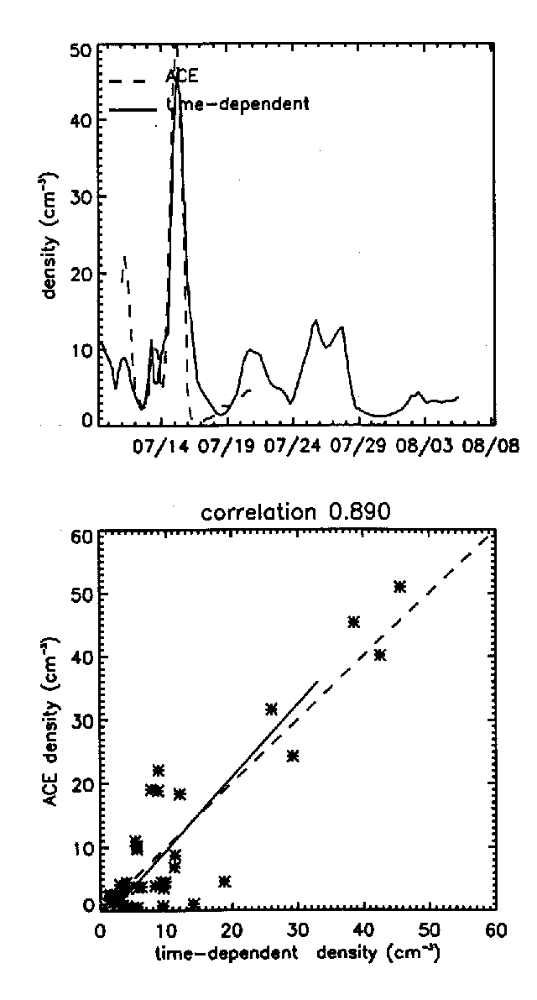 50
40
30
20
10
0
density (cm⁻³)
ACE
time-dependent
07/14 07/19 07/24 07/29 08/03 08/08
correlation 0.890
60
50
40
30
20
10
0
ACE density (cm⁻³)
0 10 20 30 40 50 60
time-dependent density (cm⁻³)